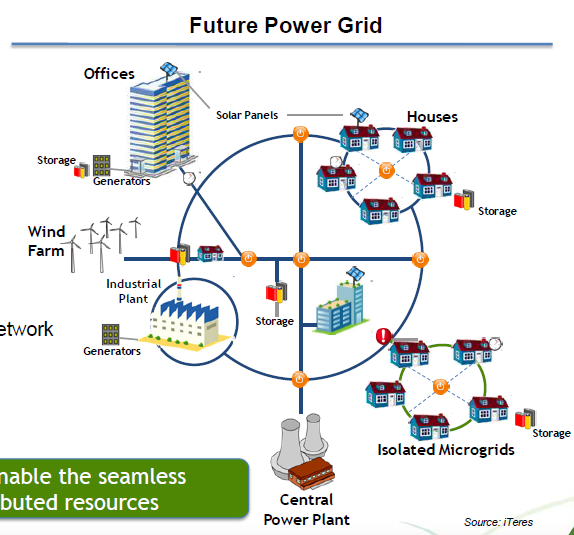 Future Power Grid
Offices
Solar Panels
Houses
Storage
Generators
Storage
Wind
Farm
Industrial
Plant
Storage
etwork
Generators
Storage
Isolated Microgrids
nable the seamless
buted resources
Central
Power Plant
Source: iTeres